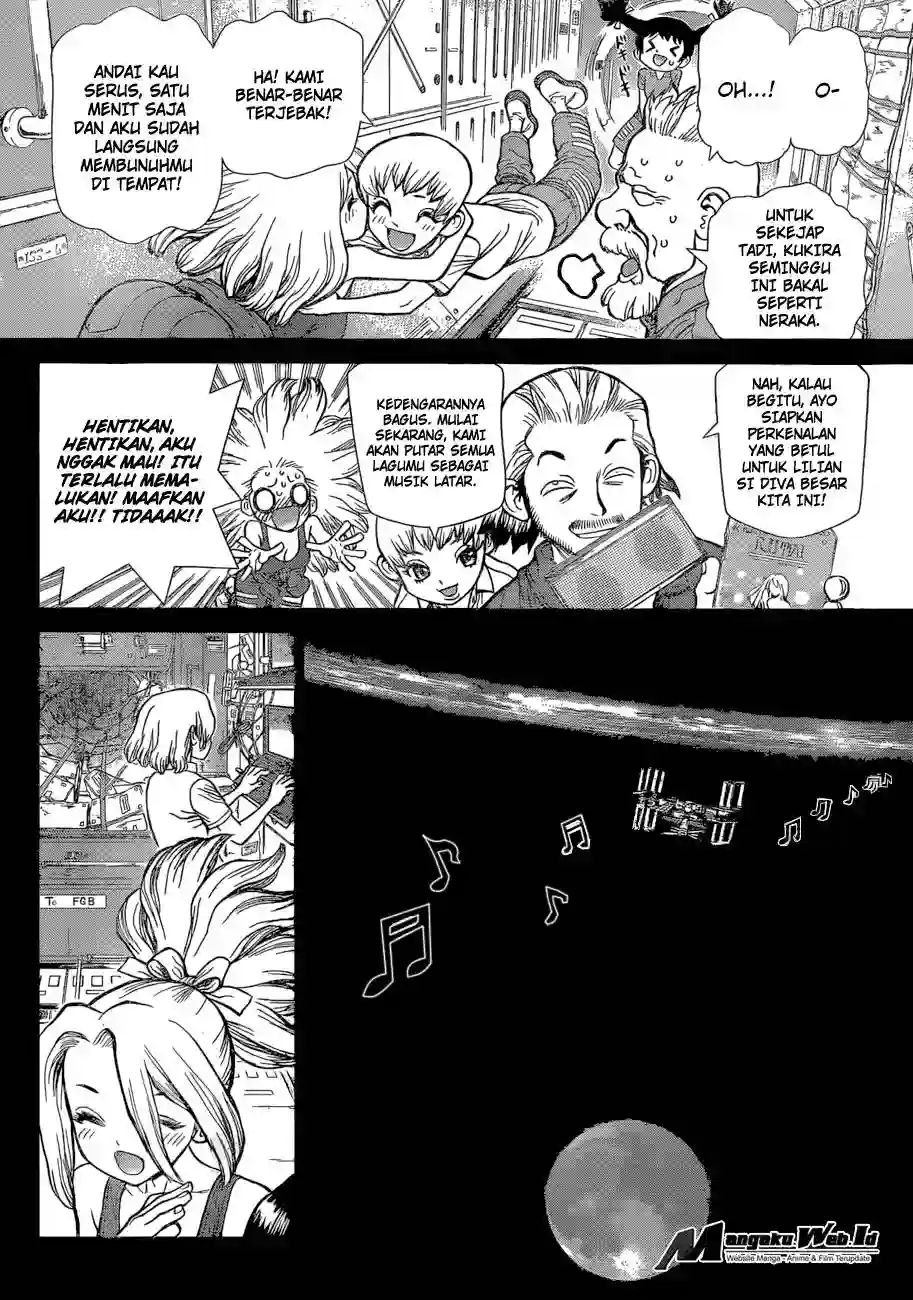 OH...! O-
UNTUK
SEKEJAP
TADI, KUKIRA
SEMINGGU
INI BAKAL
SEPERTI
NERAKA.
HA! KAMI
BENAR-BENAR
TERJEBAK!
ANDAI KAU
SERUS, SATU
MENIT SAJA
DAN AKU SUDAH
LANGSUNG
MEMBUNUHMU
DI TEMPAT!
NAH, KALAU
BEGITU, AYO
SIAPKAN
PERKENALAN
YANG BETUL
UNTUK LILIAN
SI DIVA BESAR
KITA INI!
KEDENGARANNYA
BAGUS. MULAI
SEKARANG, KAMI
AKAN PUTAR SEMUA
LAGUMU SEBAGAI
MUSIK LATAR.
HENTIKAN,
HENTIKAN, AKU
NGGAK MAU! ITU
TERLALU MEMA-
LUKAN! MAAFKAN
AKU!! TIDAAAK!!
To FGB
Mangaku.Web.Id
Website Manga - Anime & Film Terupdate